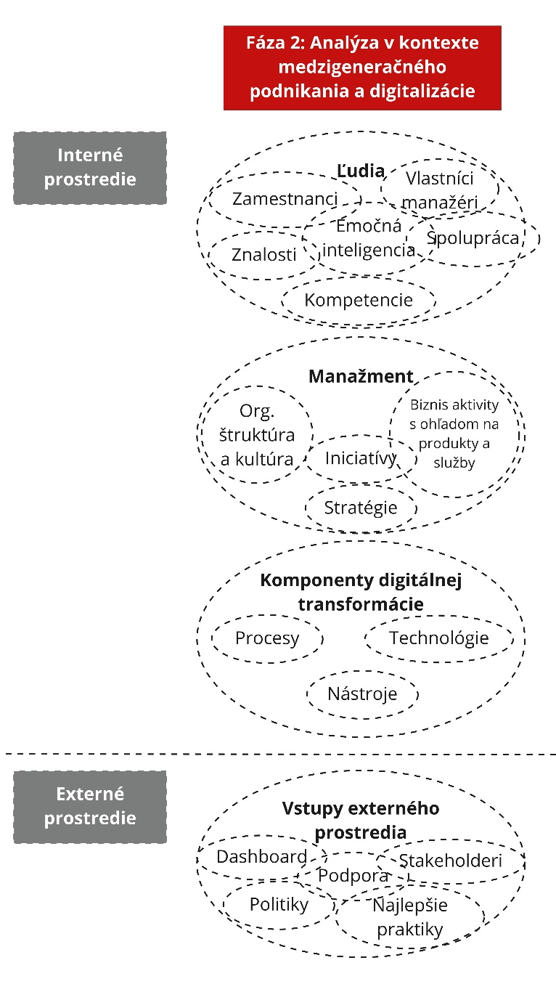 Fáza 2: Analýza v kontexte
medzigeneračného
podnikania a digitalizácie
Interné
prostredie
Ľudia
Vlastníci
manažéri
Zamestnanci
Emočná
inteligencia
Spolupráca
Znalosti
Kompetencie
Manažment
Org.
štruktúra
a kultúra
Biznis aktivity
s ohľadom na
produkty a
služby
Iniciatívy
Stratégie
Komponenty digitálnej
transformácie
Procesy
Technológie
Nástroje
Externé
prostredie
Vstupy externého
prostredia
Dashboard
Stakeholderi
Podpora
Politiky
Najlepšie
praktiky